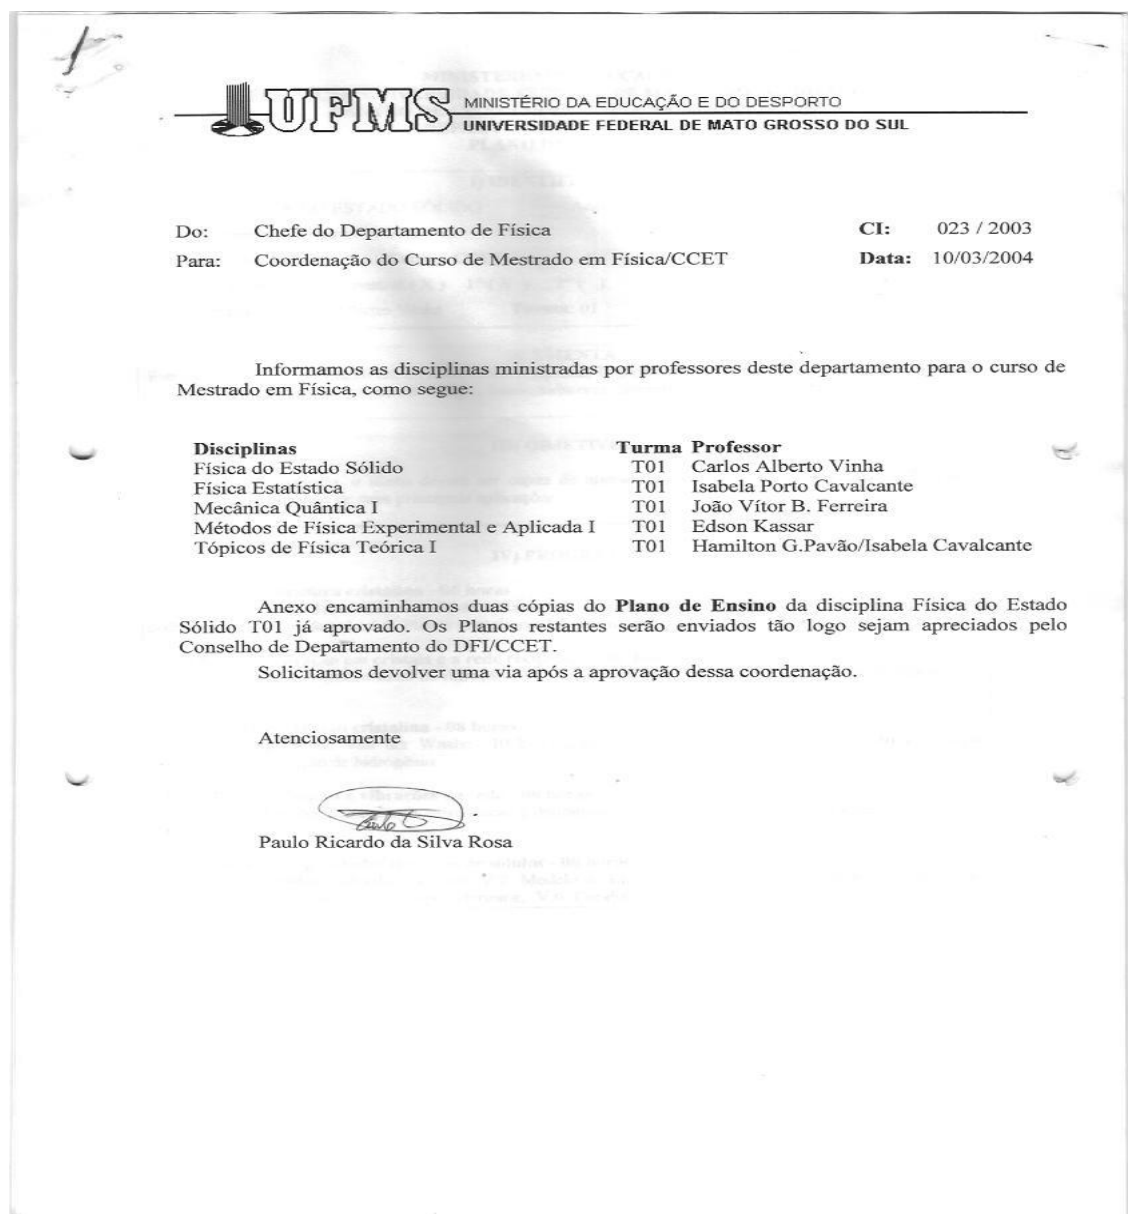 UFMS MINISTÉRIO DA EDUCAÇÃO E DO DESPORTO
UNIVERSIDADE FEDERAL DE MATO GROSSO DO SUL
Do: Chefe do Departamento de Física CI: 023 / 2003
Para: Coordenação do Curso de Mestrado em Física/CCET Data: 10/03/2004
Informamos as disciplinas ministradas por professores deste departamento para o curso de
Mestrado em Física, como segue:
Disciplinas Turma Professor
Física do Estado Sólido T01 Carlos Alberto Vinha
Física Estatística T01 Isabela Porto Cavalcante
Mecânica Quântica I T01 João Vítor B. Ferreira
Métodos de Física Experimental e Aplicada I T01 Edson Kassar
Tópicos de Física Teórica I T01 Hamilton G.Pavão/Isabela Cavalcante
Anexo encaminhamos duas cópias do Plano de Ensino da disciplina Física do Estado
Sólido T01 já aprovado. Os Planos restantes serão enviados tão logo sejam apreciados pelo
Conselho de Departamento do DFI/CCET.
Solicitamos devolver uma via após a aprovação dessa coordenação.
Atenciosamente
Paulo Ricardo da Silva Rosa